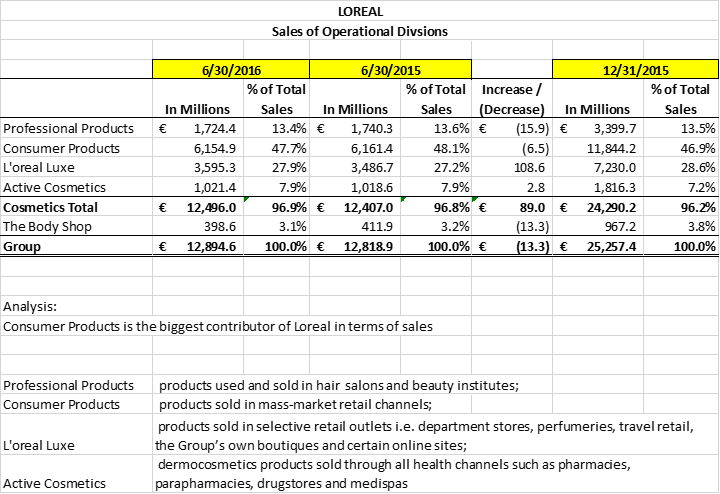 LOREAL
Sales of Operational Divsions
6/30/2016 6/30/2015 12/31/2015
% of Total % of Total Increase / % of Total
In Millions Sales In Millions Sales (Decrease) In Millions Sales
Professional Products € 1,724.4 13.4% € 1,740.3 13.6% € (15.9) € 3,399.7 13.5%
Consumer Products 6,154.9 47.7% 6,161.4 48.1% (6.5) 11,844.2 46.9%
L'oreal Luxe 3,595.3 27.9% 3,486.7 27.2% 108.6 7,230.0 28.6%
Active Cosmetics 1,021.4 7.9% 1,018.6 7.9% 2.8 1,816.3 7.2%
Cosmetics Total € 12,496.0 96.9% € 12,407.0 96.8% € 89.0 € 24,290.2 96.2%
The Body Shop 398.6 3.1% 411.9 3.2% (13.3) 967.2 3.8%
Group € 12,894.6 100.0% € 12,818.9 100.0% € (13.3) € 25,257.4 100.0%
Analysis:
Consumer Products is the biggest contributor of Loreal in terms of sales
Professional Products products used and sold in hair salons and beauty institutes;
Consumer Products products sold in mass-market retail channels;
products sold in selective retail outlets i.e. department stores, perfumeries, travel retail,
L'oreal Luxe the Group's own boutiques and certain online sites;
dermocosmetics products sold through all health channels such as pharmacies,
Active Cosmetics parapharmacies, drugstores and medispas